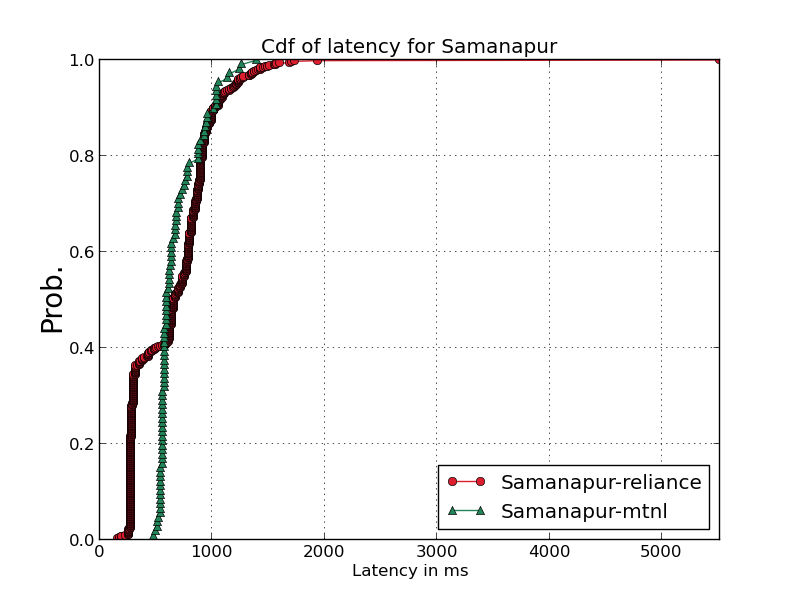 Cdf of latency for Samanapur
1.0
0.8
0.6
0.4
0.2
0.0
Prob.
0 1000 2000 3000 4000 5000
Latency in ms
Samanapur-reliance
Samanapur-mtnl